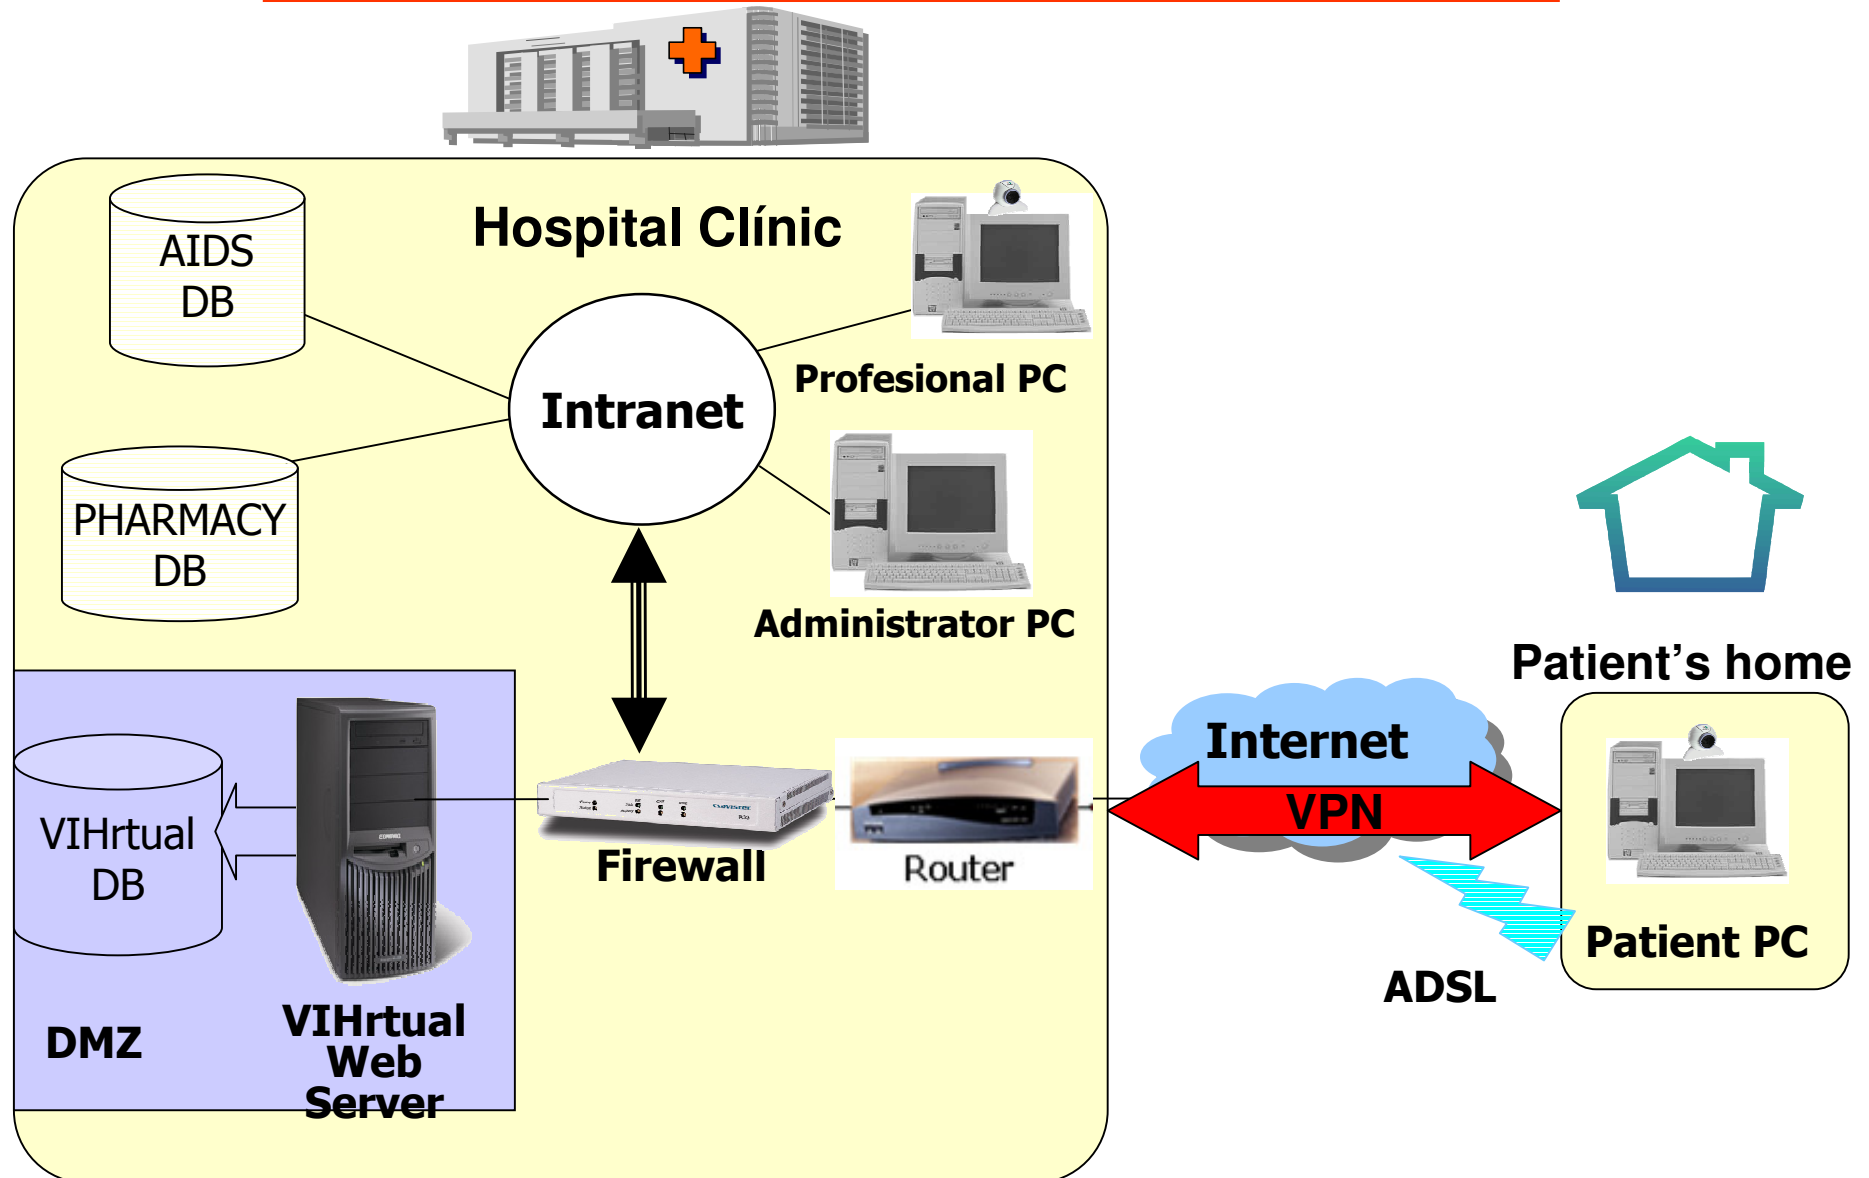 Hospital Clínic
AIDS
DB
Profesional PC
Intranet
PHARMACY
DB
Administrator PC
Patient's home
Internet
VPN
VIHrtual
DB
Firewall
Router
Patient PC
ADSL
DMZ
VIHrtual
Web
Server